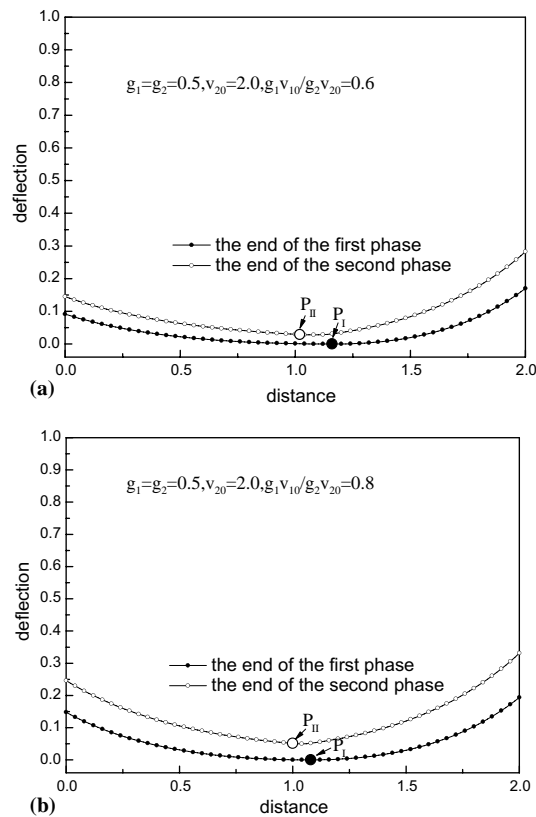 1.0
0.9
0.8
0.7
0.6
0.5
0.4
0.3
0.2
0.1
0.0
deflection
g₁=g₂=0.5,v₂₀=2.0,g₁v₁₀/g₂v₂₀=0.6
the end of the first phase
the end of the second phase
P_II
P_I
0.0 0.5 1.0 1.5 2.0
distance
(a)
1.0
0.9
0.8
0.7
0.6
0.5
0.4
0.3
0.2
0.1
0.0
deflection
g₁=g₂=0.5,v₂₀=2.0,g₁v₁₀/g₂v₂₀=0.8
the end of the first phase
the end of the second phase
P_II
P_I
0.0 0.5 1.0 1.5 2.0
distance
(b)